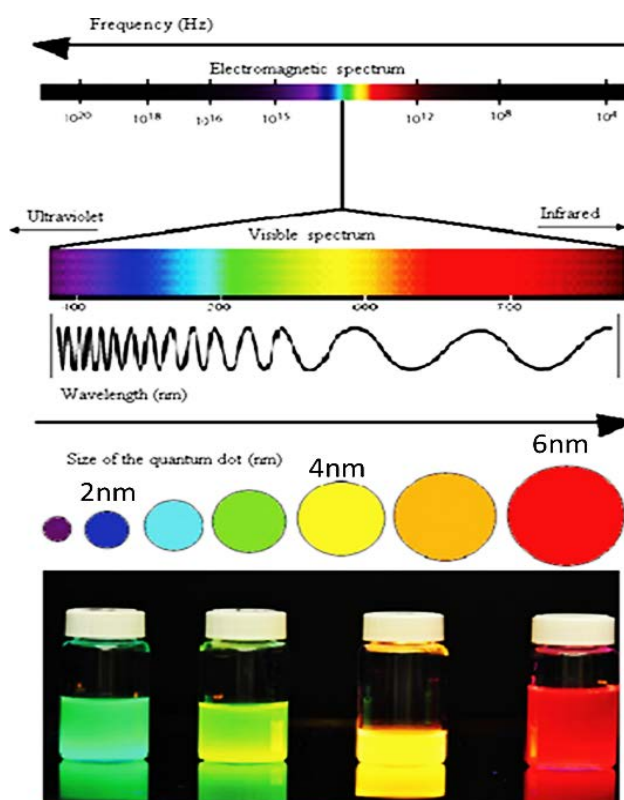 Frequency (Hz)
Electromagnetic spectrum
10²⁰ 10¹⁸ 10¹⁶ 10¹⁵ 10¹² 10⁸ 10⁴
Ultraviolet Infrared
Visible spectrum
700
Wavelength (nm)
Size of the quantum dot (nm)
2nm 4nm 6nm